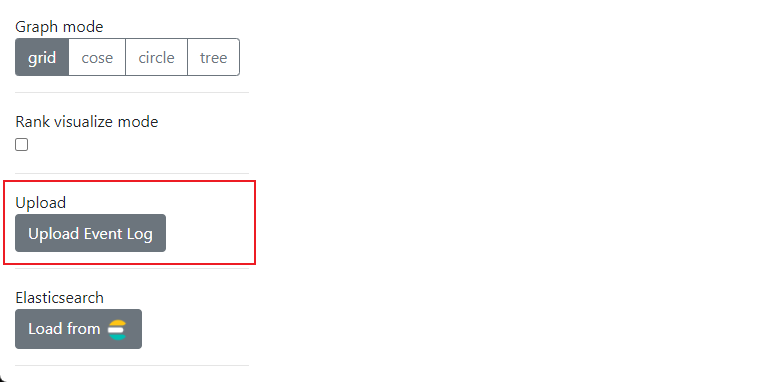 Graph mode
grid cose circle tree
Rank visualize mode
Upload
Upload Event Log
Elasticsearch
Load from